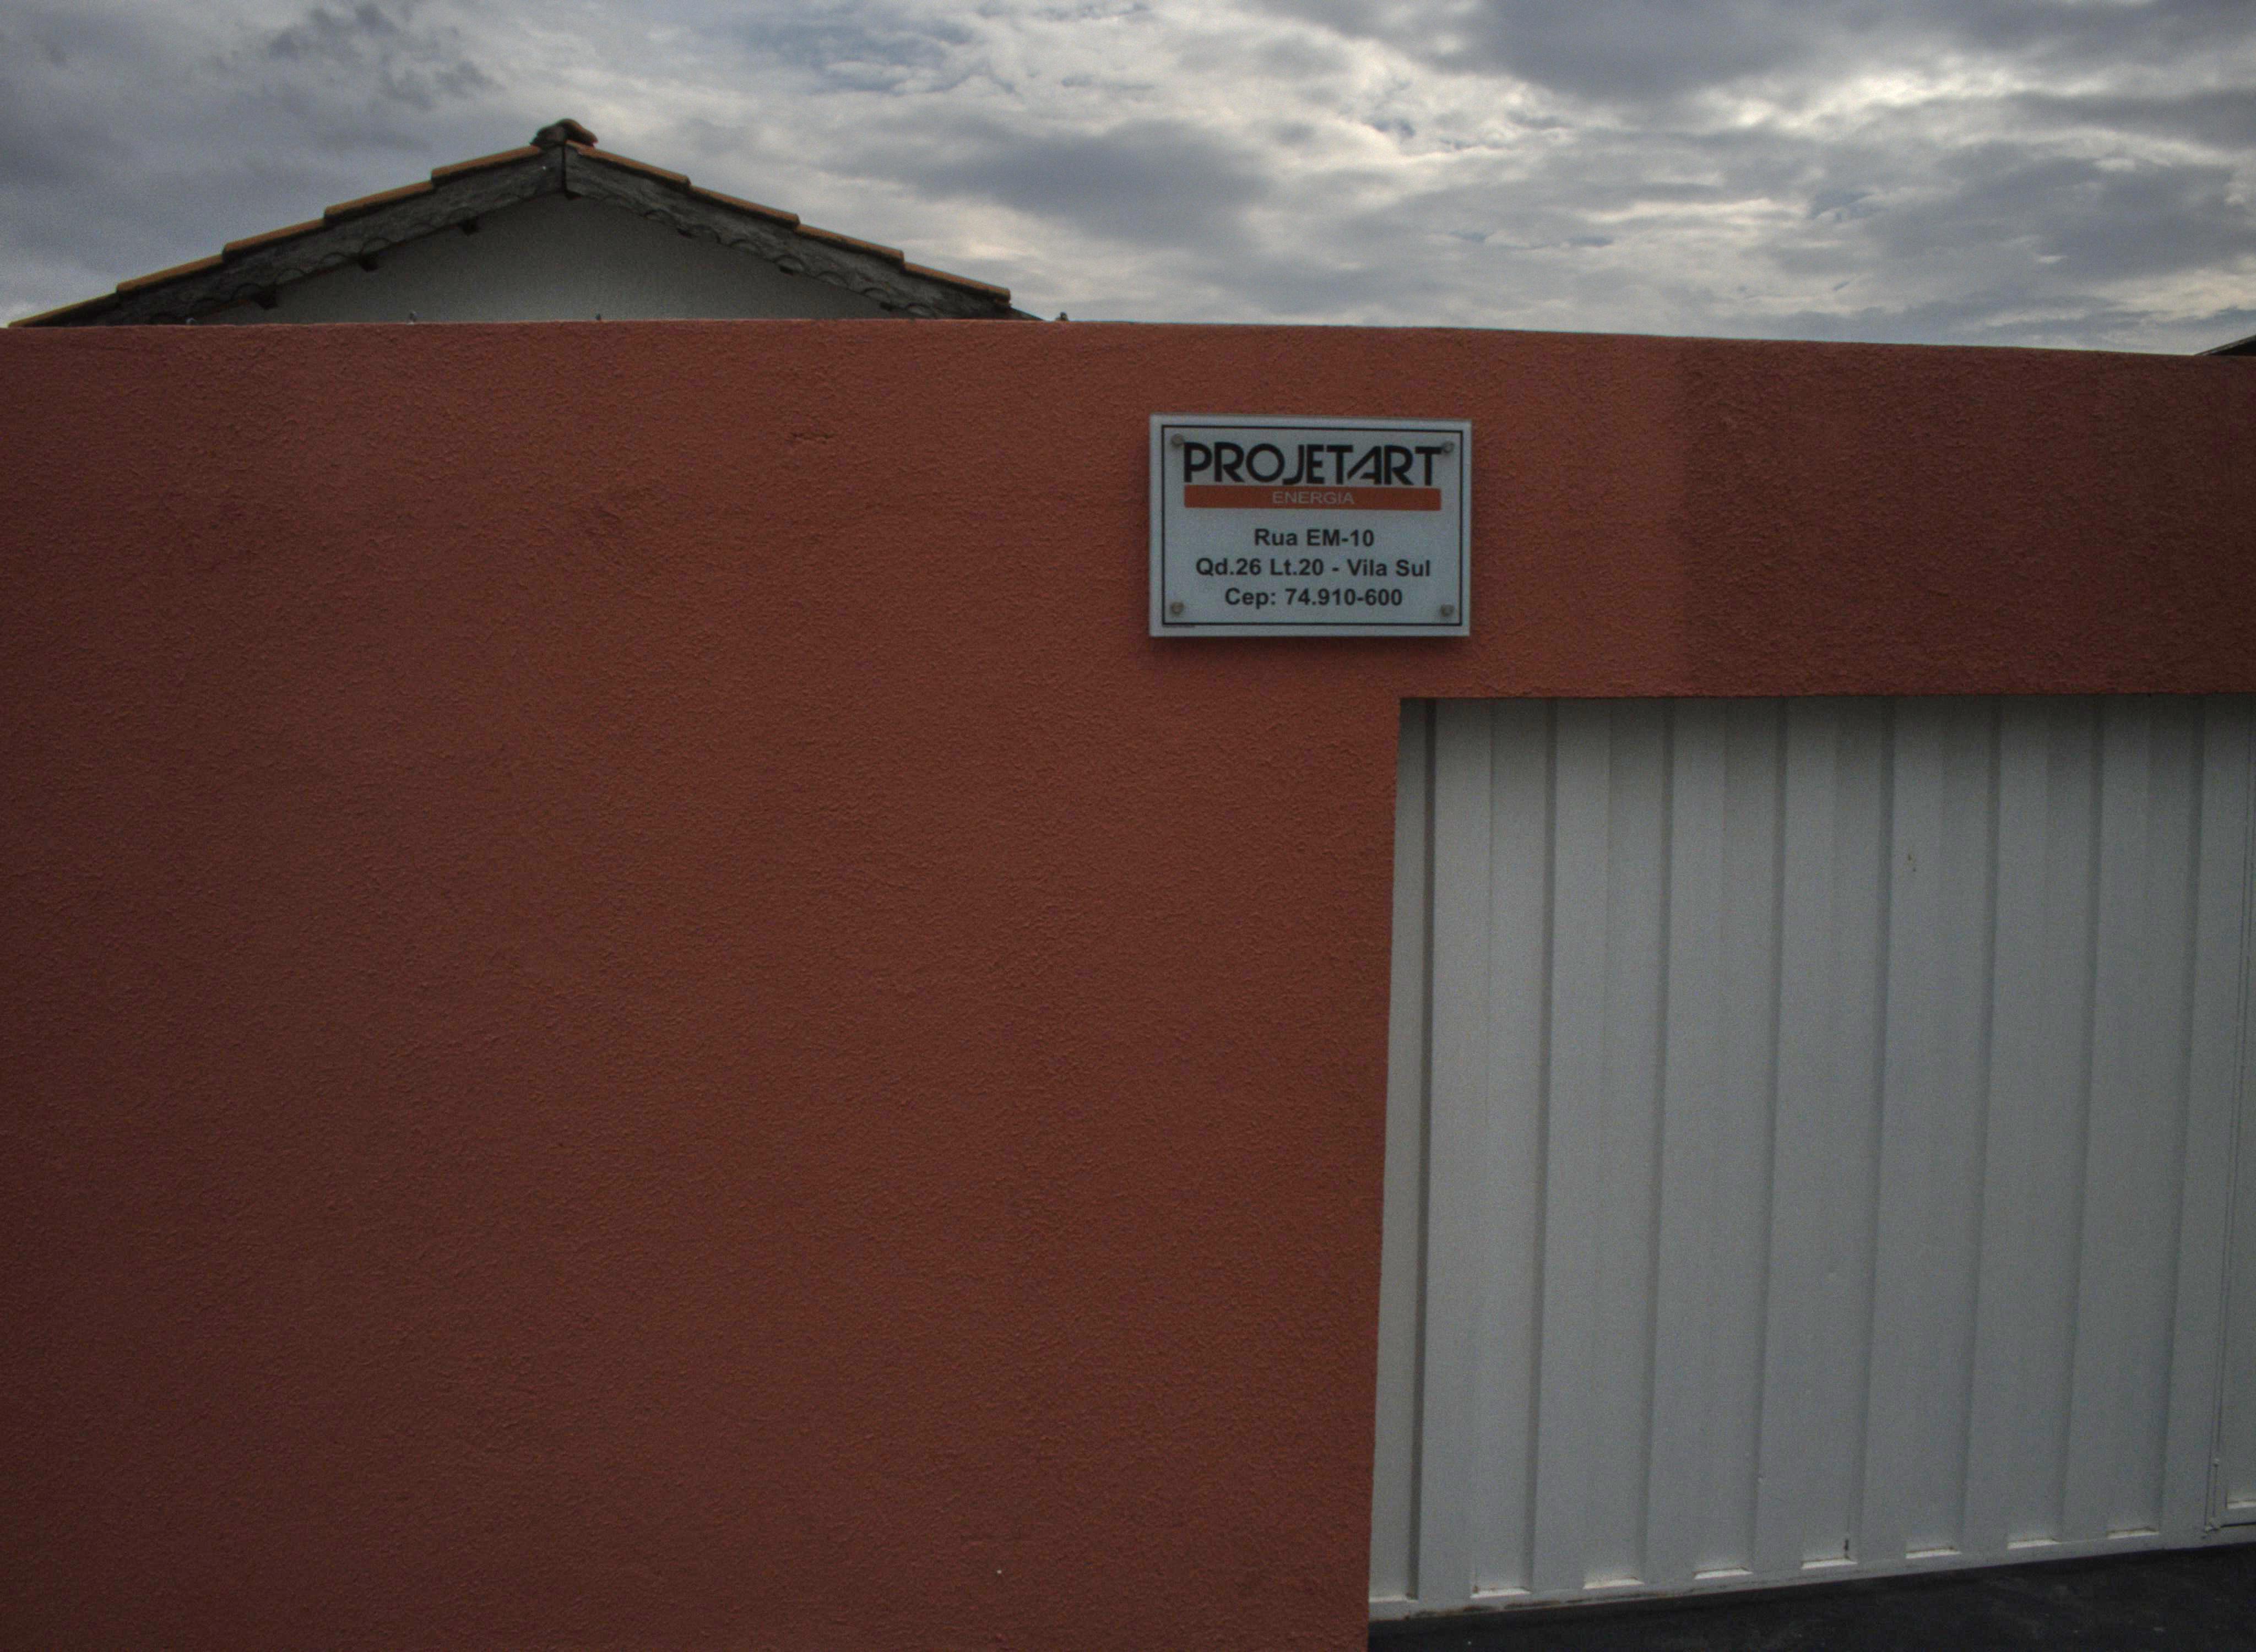 PROJETART
ENERGIA
Rua EM-10
Qd.26 Lt.20 - Vila Sul
Cep: 74.910-600